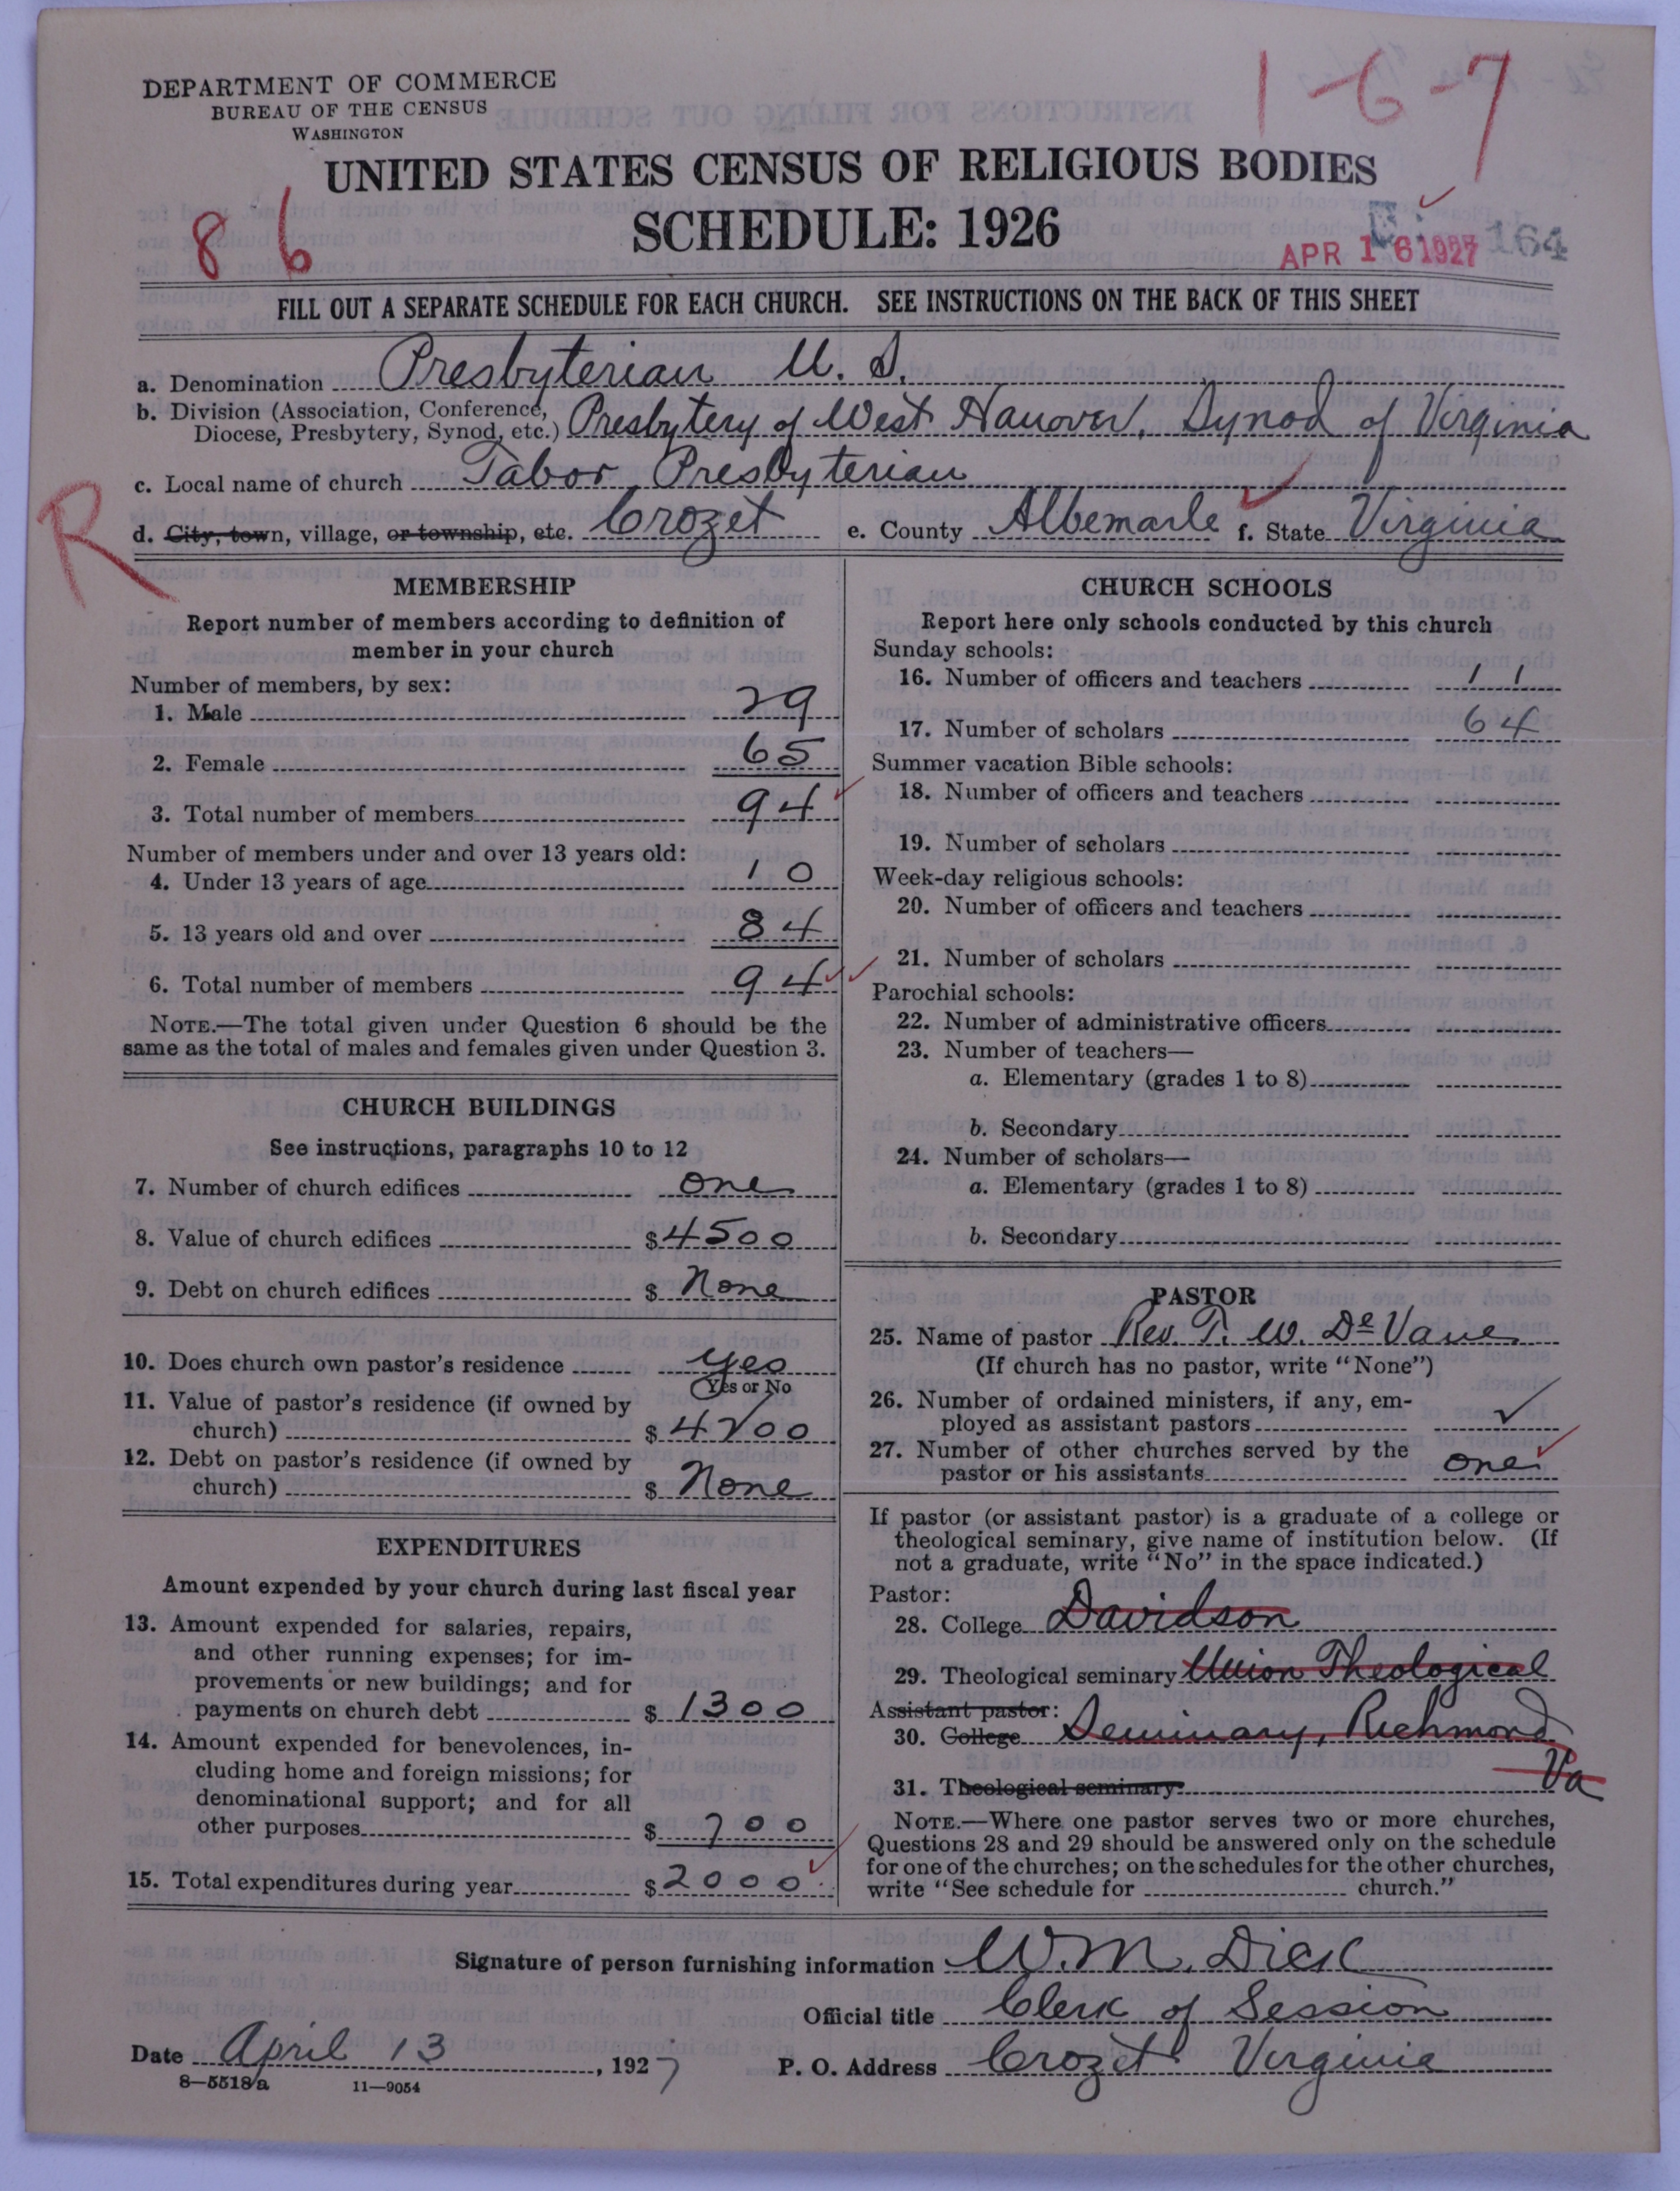 DEPARTMENT OF COMMERCE
BUREAU OF THE CENSUS
WASHINGTON
1-6-7
UNITED STATES CENSUS OF RELIGIOUS BODIES
SCHEDULE: 1926
86
APR 16 1927
164
FILL OUT A SEPARATE SCHEDULE FOR EACH CHURCH. SEE INSTRUCTIONS ON THE BACK OF THIS SHEET
a. Denomination Presbyterian U. S.
b. Division (Association, Conference, Diocese, Presbytery, Synod, etc.) Presbytery of West Hanover, Synod of Virginia
c. Local name of church Tabor Presbyterian
R
d. City, town, village, or township, etc. Crozet e. County Albemarle f. State Virginia
MEMBERSHIP
Report number of members according to definition of
member in your church
Number of members, by sex:
1. Male 29
2. Female 65
3. Total number of members 94
Number of members under and over 13 years old:
4. Under 13 years of age 10
5. 13 years old and over 84
6. Total number of members 94
NOTE.—The total given under Question 6 should be the
same as the total of males and females given under Question 3.
CHURCH BUILDINGS
See instructions, paragraphs 10 to 12
7. Number of church edifices one
8. Value of church edifices $4500
9. Debt on church edifices $ None
10. Does church own pastor's residence yes
Yes or No
11. Value of pastor's residence (if owned by
church) $
12. Debt on pastor's residence (if owned by
church) $ None
EXPENDITURES
Amount expended by your church during last fiscal year
13. Amount expended for salaries, repairs,
and other running expenses; for im-
provements or new buildings; and for
payments on church debt $ 1300
14. Amount expended for benevolences, in-
cluding home and foreign missions; for
denominational support; and for all
other purposes $ 700
15. Total expenditures during year $2000
CHURCH SCHOOLS
Report here only schools conducted by this church
Sunday schools:
16. Number of officers and teachers 11
17. Number of scholars 64
Summer vacation Bible schools:
18. Number of officers and teachers
19. Number of scholars
Week-day religious schools:
20. Number of officers and teachers
21. Number of scholars
Parochial schools:
22. Number of administrative officers
23. Number of teachers—
a. Elementary (grades 1 to 8)
b. Secondary
24. Number of scholars—
a. Elementary (grades 1 to 8)
b. Secondary
PASTOR
25. Name of pastor Rev. T. W. De Vane
(If church has no pastor, write "None")
26. Number of ordained ministers, if any, em-
ployed as assistant pastors
27. Number of other churches served by the
pastor or his assistants one
If pastor (or assistant pastor) is a graduate of a college or
theological seminary, give name of institution below. (If
not a graduate, write "No" in the space indicated.)
Pastor:
28. College Davidson
29. Theological seminary Union Theological
Assistant pastor:
30. College Seminary, Richmond
Va
31. Theological seminary
NOTE.—Where one pastor serves two or more churches,
Questions 28 and 29 should be answered only on the schedule
for one of the churches; on the schedules for the other churches,
write "See schedule for church."
Signature of person furnishing information W. M. Dick
Official title Clerk of Session
Date April 13, 1927 P. O. Address Crozet Virginia
8—5518a 11—9054